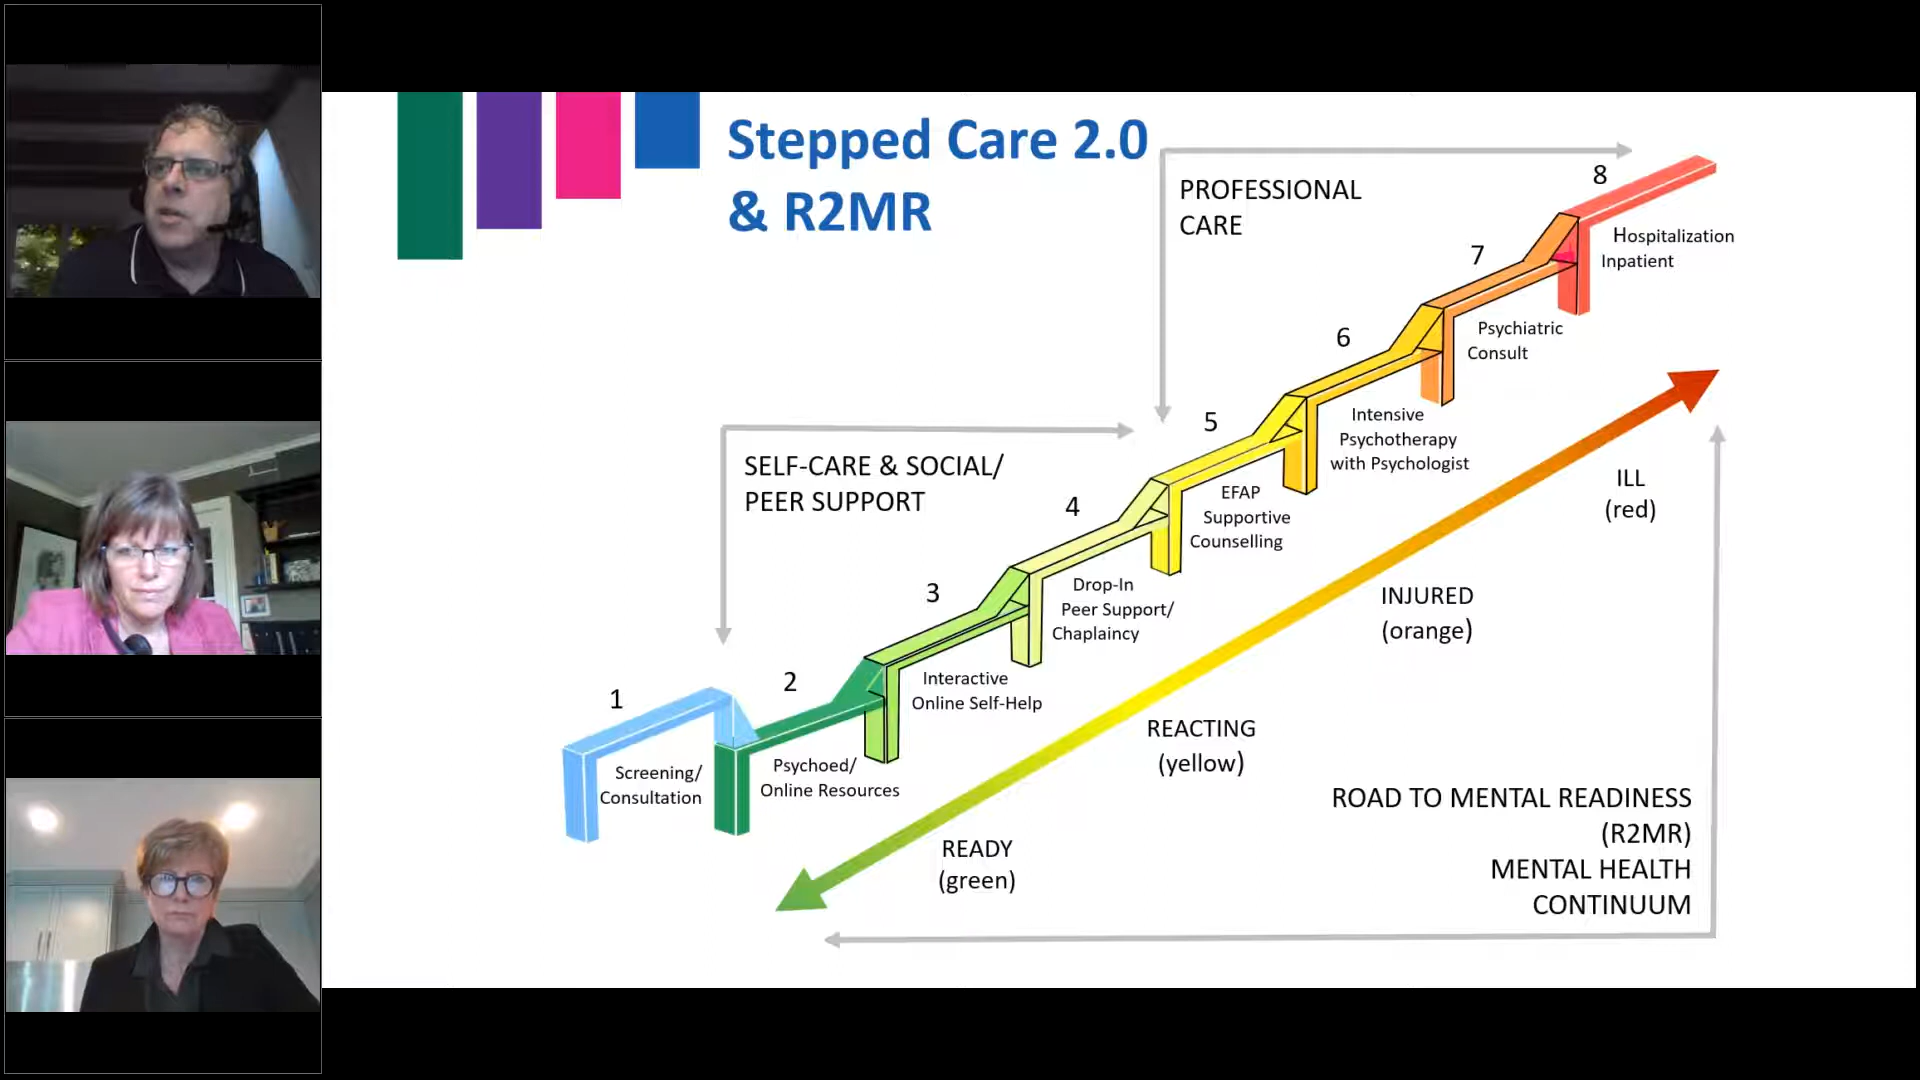 Stepped Care 2.0
& R2MR
PROFESSIONAL
CARE
SELF-CARE & SOCIAL/
PEER SUPPORT
1
Screening/
Consultation
2
Psychoed/
Online Resources
3
Interactive
Online Self-Help
4
Drop-In
Peer Support/
Chaplaincy
5
EFAP
Supportive
Counselling
6
Intensive
Psychotherapy
with Psychologist
7
Psychiatric
Consult
8
Hospitalization
Inpatient
READY
(green)
REACTING
(yellow)
INJURED
(orange)
ILL
(red)
ROAD TO MENTAL READINESS
(R2MR)
MENTAL HEALTH
CONTINUUM